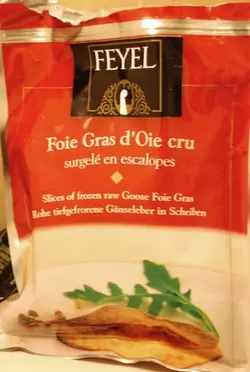 FEYEL
Foie Gras d'Oie cru
surgelé en escalopes
Slices of frozen raw Goose Foie Gras
Rohe tiefgefrorene Gänseleber in Scheiben